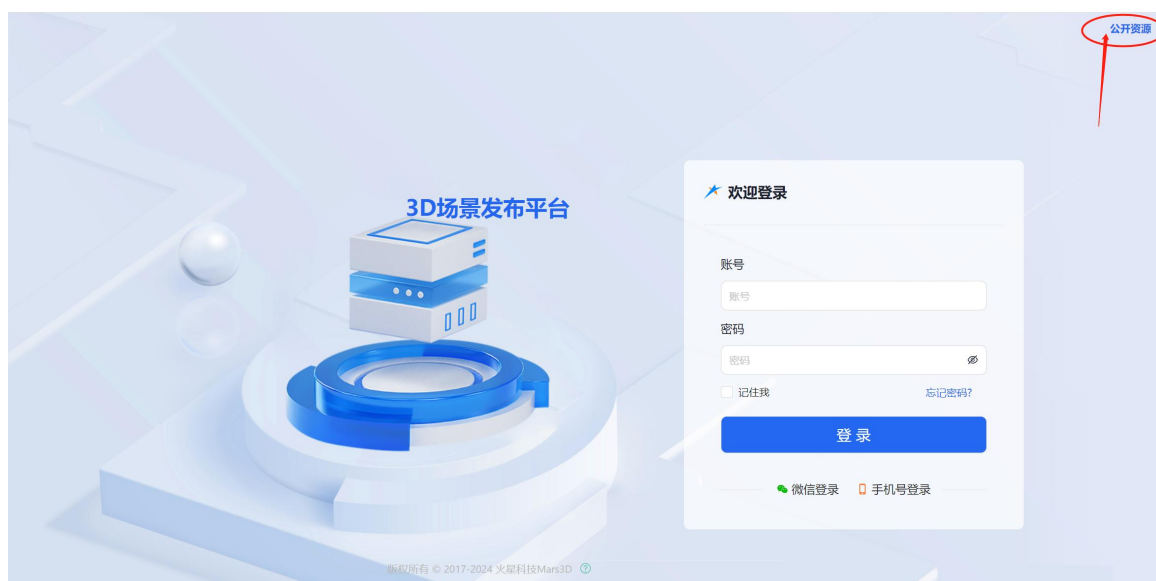 公开资源
3D场景发布平台
欢迎登录
账号
账号
密码
密码
记住我
忘记密码?
登 录
微信登录
手机号登录
版权所有 © 2017-2024 火星科技Mars3D